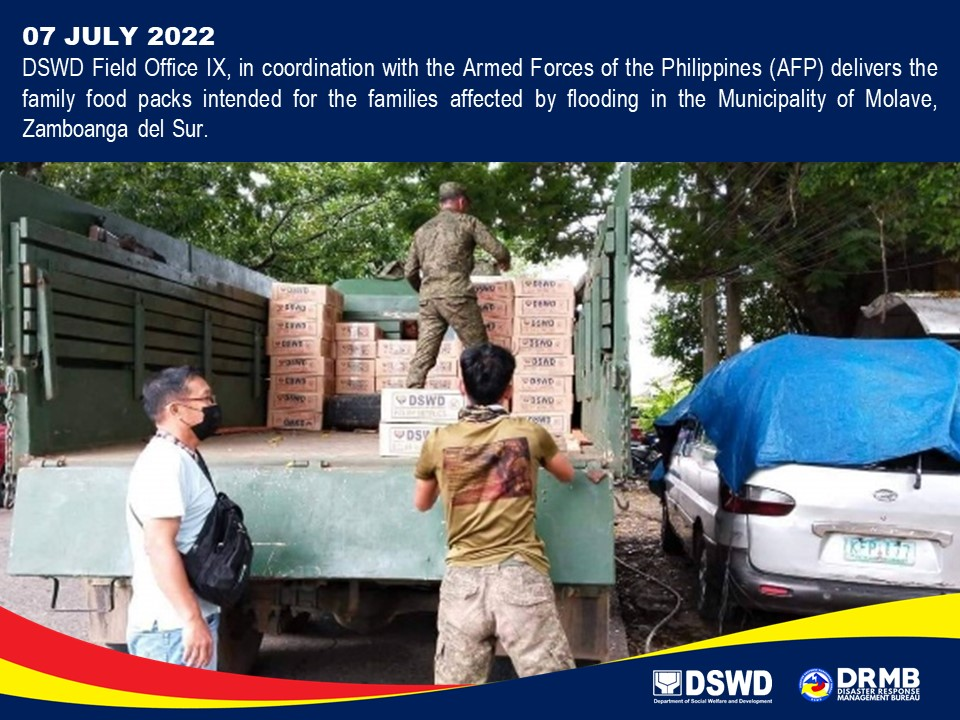 07 JULY 2022
DSWD Field Office IX, in coordination with the Armed Forces of the Philippines (AFP) delivers the
family food packs intended for the families affected by flooding in the Municipality of Molave,
Zamboanga del Sur.
DSWD
DSWD
DSWD
Department of Social Welfare and Development
DRMB
DISASTER RESPONSE
MANAGEMENT BUREAU